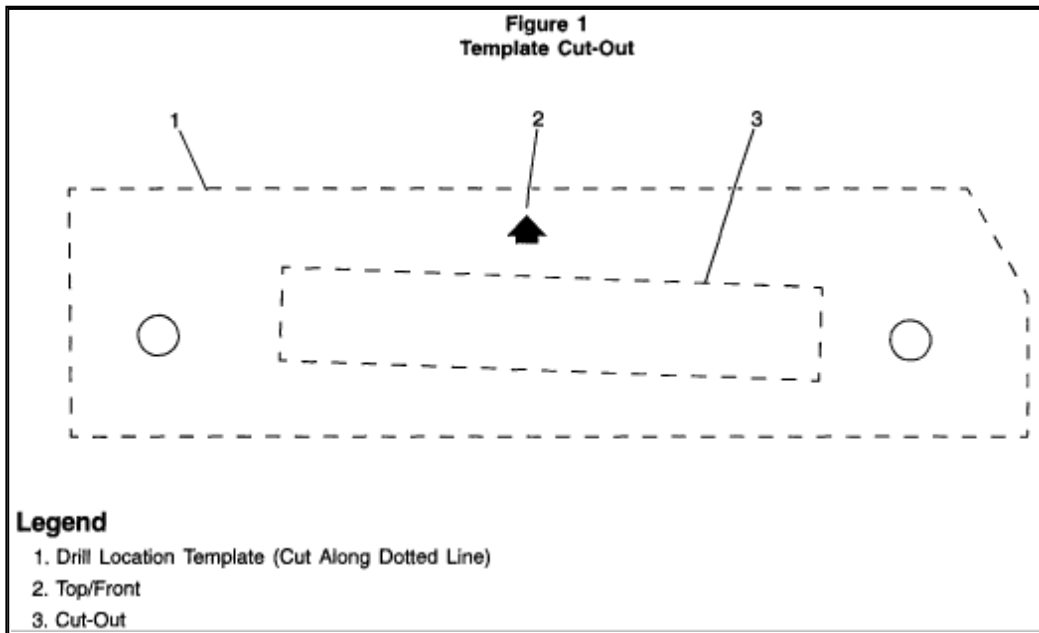 Figure 1
Template Cut-Out
1 2 3
Legend
1. Drill Location Template (Cut Along Dotted Line)
2. Top/Front
3. Cut-Out